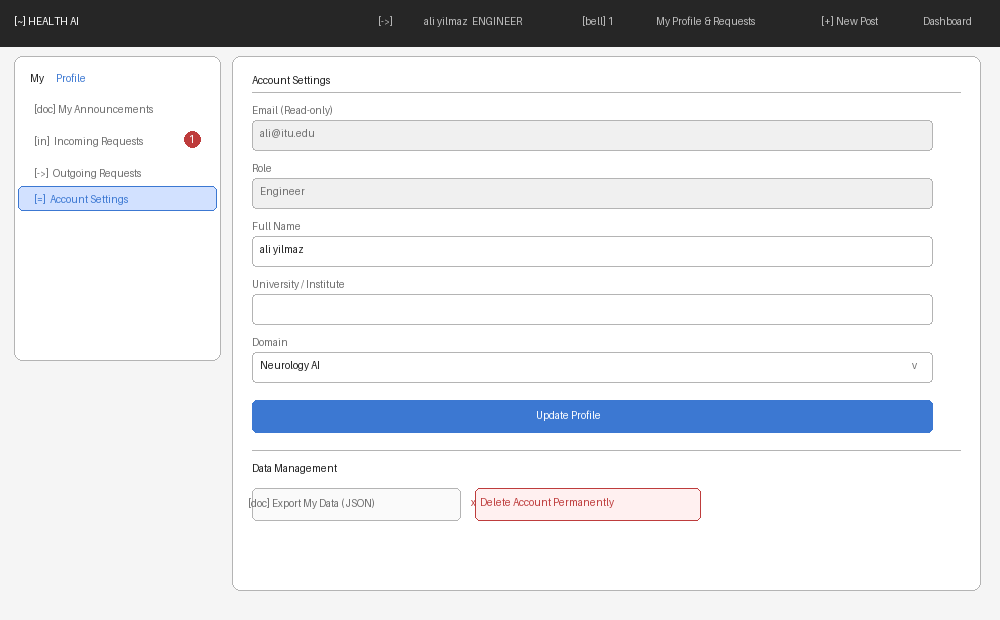 [~] HEALTH AI [->] ali yilmaz ENGINEER [bell] 1 My Profile & Requests [+] New Post Dashboard
My Profile
[doc] My Announcements
[in] Incoming Requests 1
[->] Outgoing Requests
[=] Account Settings
Account Settings
Email (Read-only)
ali@itu.edu
Role
Engineer
Full Name
ali yilmaz
University / Institute
Domain
Neurology AI v
Update Profile
Data Management
[doc] Export My Data (JSON) x Delete Account Permanently